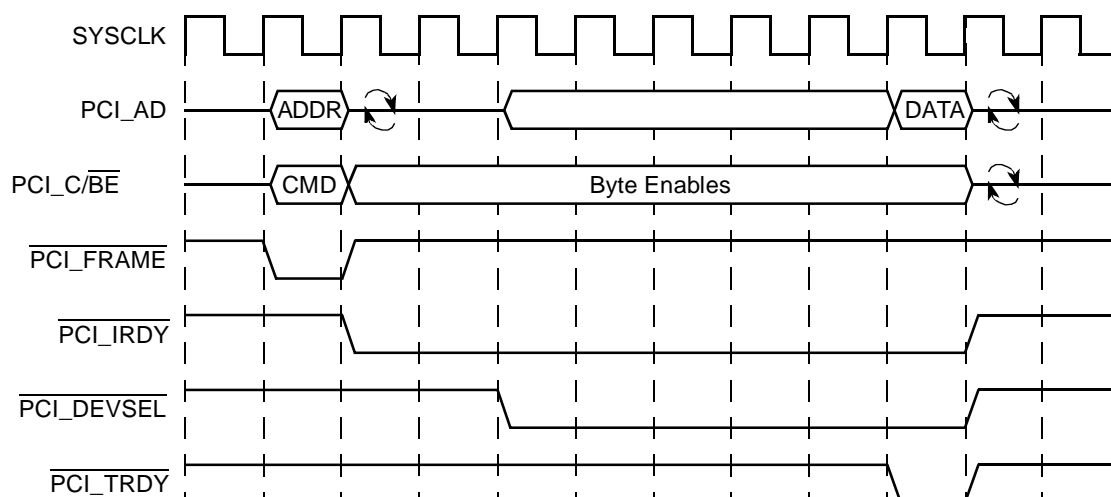 SYSCLK
PCI_AD ADDR DATA
PCI_C/BE CMD Byte Enables
PCI_FRAME
PCI_IRDY
PCI_DEVSEL
PCI_TRDY